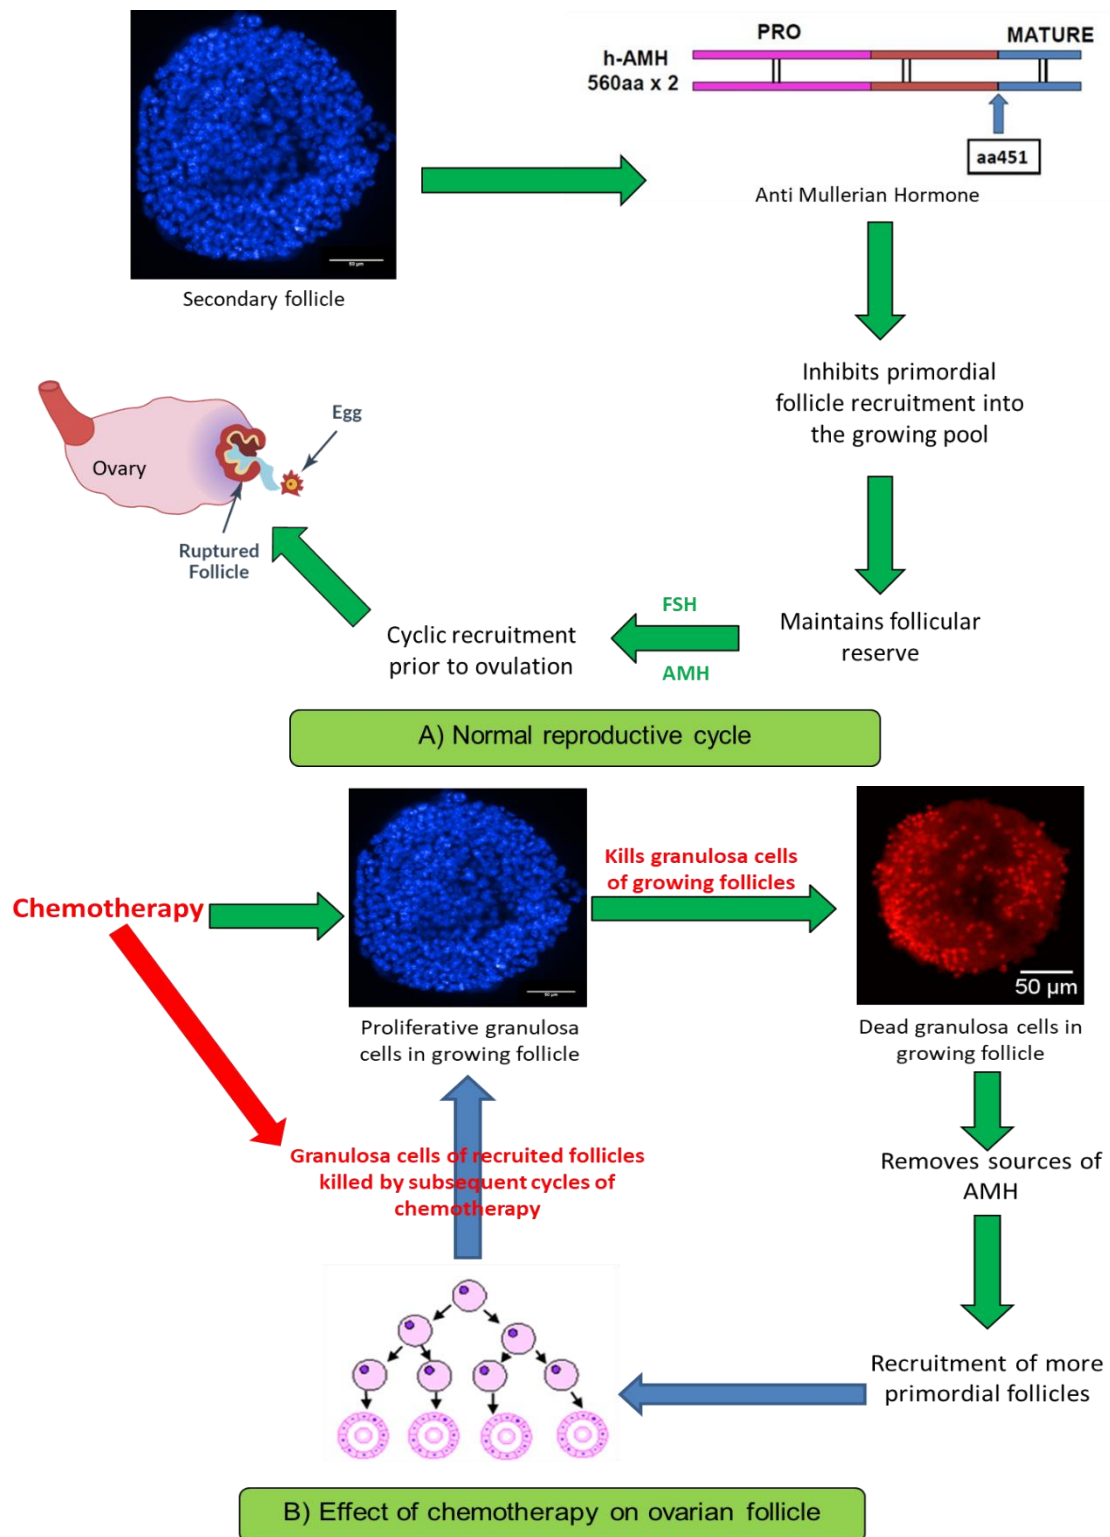 PRO
MATURE
h-AMH
560aa x 2
aa451
Anti Mullerian Hormone
50 µm
Secondary follicle
Inhibits primordial
follicle recruitment into
the growing pool
Egg
Ovary
Ruptured
Follicle
FSH
AMH
Cyclic recruitment
prior to ovulation
Maintains follicular
reserve
A) Normal reproductive cycle
Chemotherapy
Kills granulosa cells
of growing follicles
50 µm
50 µm
Proliferative granulosa
cells in growing follicle
Dead granulosa cells in
growing follicle
Granulosa cells of recruited follicles
killed by subsequent cycles of
chemotherapy
Removes sources of
AMH
Recruitment of more
primordial follicles
B) Effect of chemotherapy on ovarian follicle